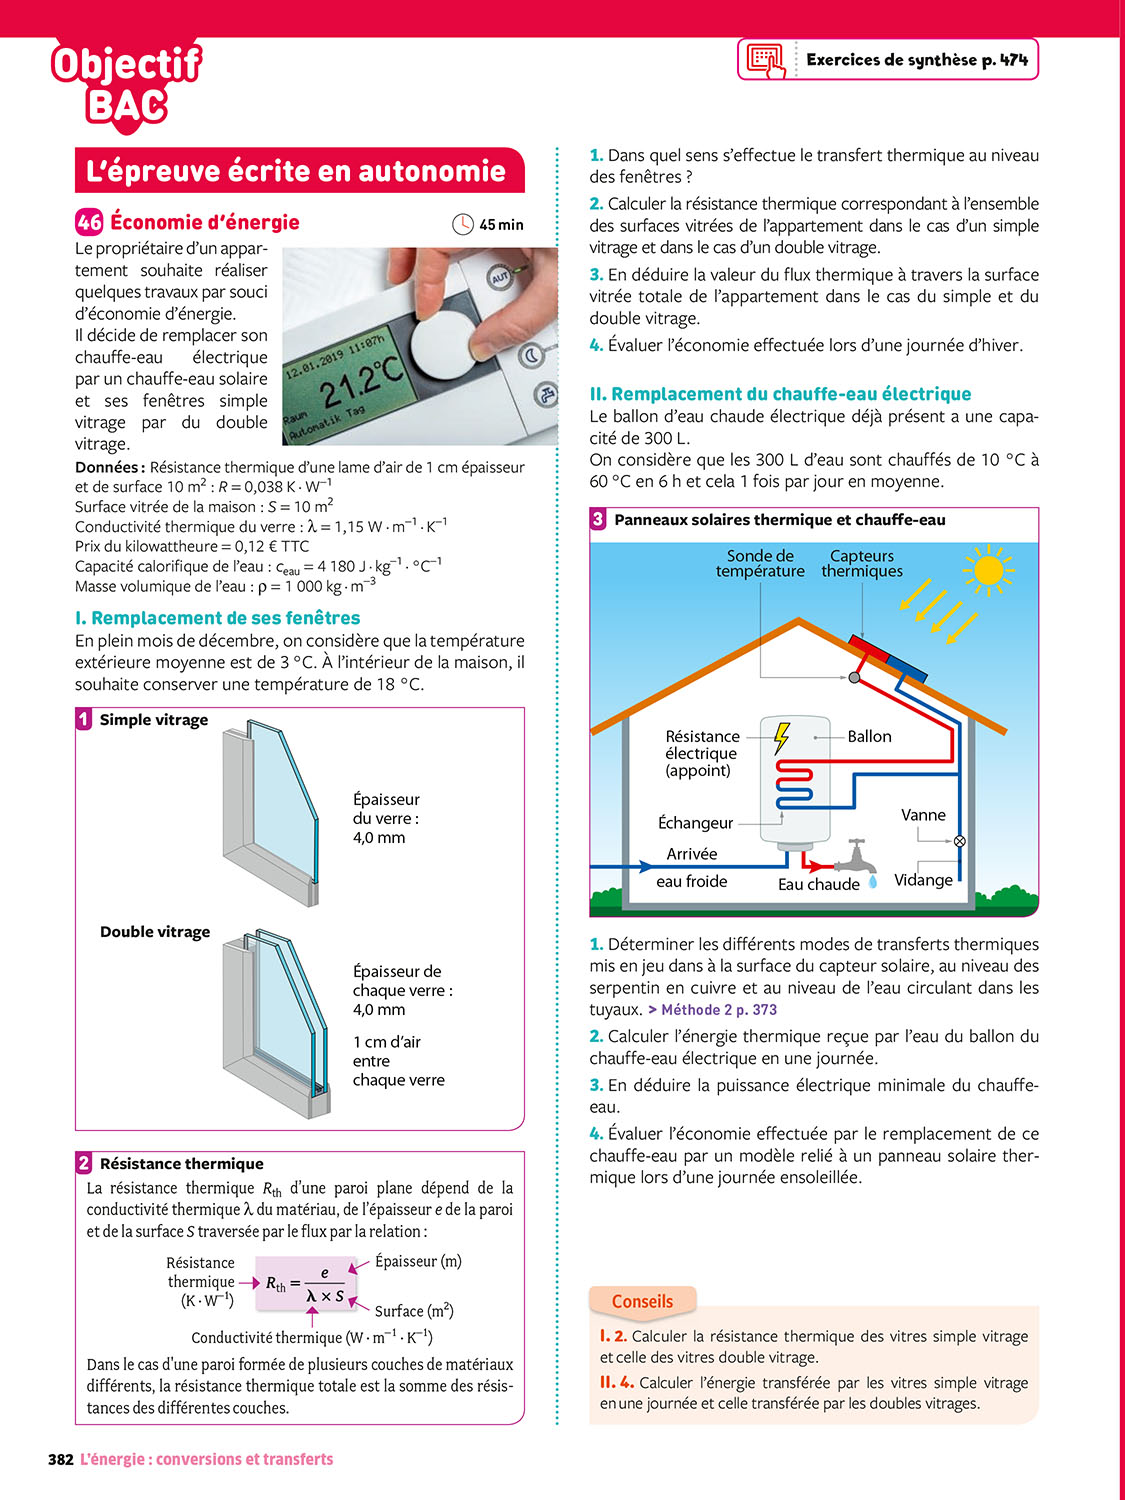 Objectif
BAC
Exercices de synthèse p. 474
L'épreuve écrite en autonomie
46 Économie d'énergie
45 min
Le propriétaire d'un appar-
tement souhaite réaliser
quelques travaux par souci
d'économie d'énergie.
Il décide de remplacer son
chauffe-eau électrique
par un chauffe-eau solaire
et ses fenêtres simple
vitrage par du double
vitrage.
12.01.2019 11:07h
21.2°C
Raum
Automatik Tag
AUT
Données : Résistance thermique d'une lame d'air de 1 cm épaisseur
et de surface 10 m² : R = 0,038 K · W⁻¹
Surface vitrée de la maison : S = 10 m²
Conductivité thermique du verre : λ = 1,15 W · m⁻¹ · K⁻¹
Prix du kilowattheure = 0,12 € TTC
Capacité calorifique de l'eau : cₑₐᵤ = 4 180 J · kg⁻¹ · °C⁻¹
Masse volumique de l'eau : ρ = 1 000 kg · m⁻³
I. Remplacement de ses fenêtres
En plein mois de décembre, on considère que la température
extérieure moyenne est de 3 °C. À l'intérieur de la maison, il
souhaite conserver une température de 18 °C.
1 Simple vitrage
Épaisseur
du verre :
4,0 mm
Double vitrage
Épaisseur de
chaque verre :
4,0 mm
1 cm d'air
entre
chaque verre
2 Résistance thermique
La résistance thermique Rth d'une paroi plane dépend de la
conductivité thermique λ du matériau, de l'épaisseur e de la paroi
et de la surface S traversée par le flux par la relation :
Résistance
thermique
(K · W⁻¹)
Rth = e / λ × S
Épaisseur (m)
Surface (m²)
Conductivité thermique (W · m⁻¹ · K⁻¹)
Dans le cas d'une paroi formée de plusieurs couches de matériaux
différents, la résistance thermique totale est la somme des résis-
tances des différentes couches.
1. Dans quel sens s'effectue le transfert thermique au niveau
des fenêtres ?
2. Calculer la résistance thermique correspondant à l'ensemble
des surfaces vitrées de l'appartement dans le cas d'un simple
vitrage et dans le cas d'un double vitrage.
3. En déduire la valeur du flux thermique à travers la surface
vitrée totale de l'appartement dans le cas du simple et du
double vitrage.
4. Évaluer l'économie effectuée lors d'une journée d'hiver.
II. Remplacement du chauffe-eau électrique
Le ballon d'eau chaude électrique déjà présent a une capa-
cité de 300 L.
On considère que les 300 L d'eau sont chauffés de 10 °C à
60 °C en 6 h et cela 1 fois par jour en moyenne.
3 Panneaux solaires thermique et chauffe-eau
Sonde de
température
Capteurs
thermiques
Résistance
électrique
(appoint)
Ballon
Échangeur
Vanne
Arrivée
eau froide
Eau chaude
Vidange
1. Déterminer les différents modes de transferts thermiques
mis en jeu dans à la surface du capteur solaire, au niveau des
serpentin en cuivre et au niveau de l'eau circulant dans les
tuyaux. > Méthode 2 p. 373
2. Calculer l'énergie thermique reçue par l'eau du ballon du
chauffe-eau électrique en une journée.
3. En déduire la puissance électrique minimale du chauffe-
eau.
4. Évaluer l'économie effectuée par le remplacement de ce
chauffe-eau par un modèle relié à un panneau solaire ther-
mique lors d'une journée ensoleillée.
Conseils
I. 2. Calculer la résistance thermique des vitres simple vitrage
et celle des vitres double vitrage.
II. 4. Calculer l'énergie transférée par les vitres simple vitrage
en une journée et celle transférée par les doubles vitrages.
382 L'énergie : conversions et transferts